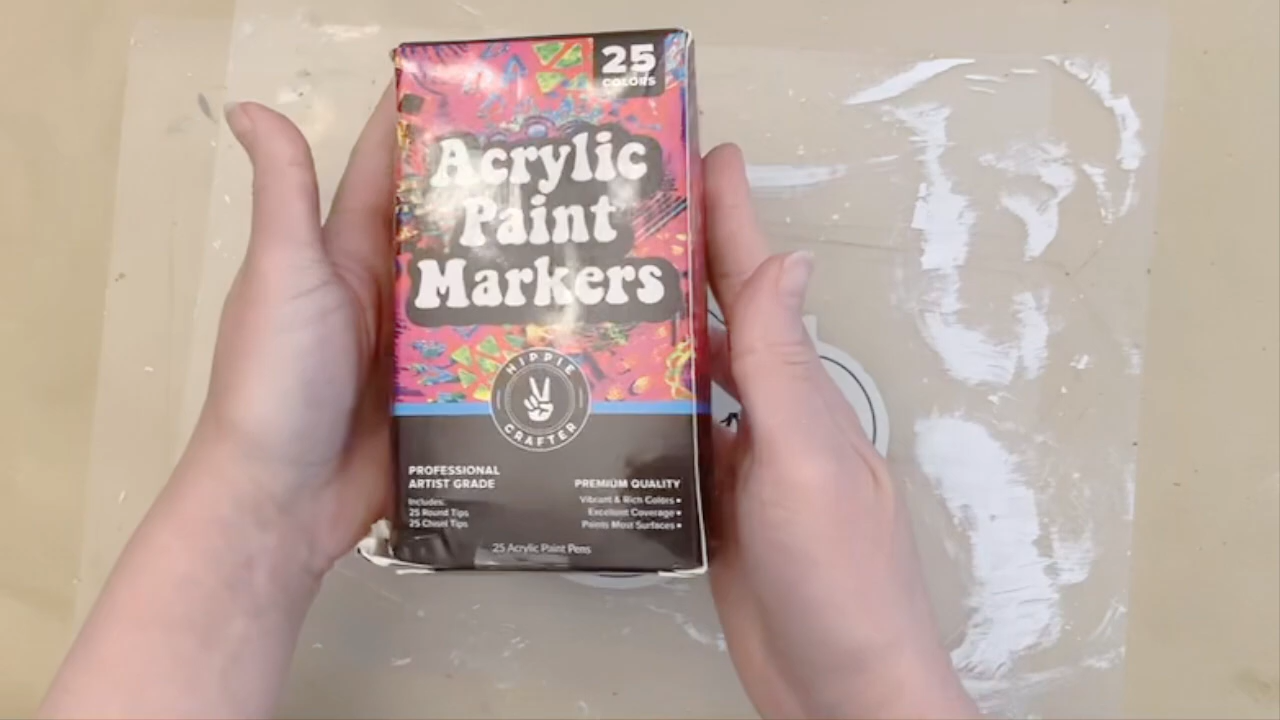 25
COLORS
Acrylic
Paint
Markers
HIPPIE
CRAFTER
PROFESSIONAL
ARTIST GRADE
Includes:
25 Round Tips
25 Chisel Tips
PREMIUM QUALITY
Vibrant & Rich Colors •
Excellent Coverage •
Paints Most Surfaces •
25 Acrylic Paint Pens